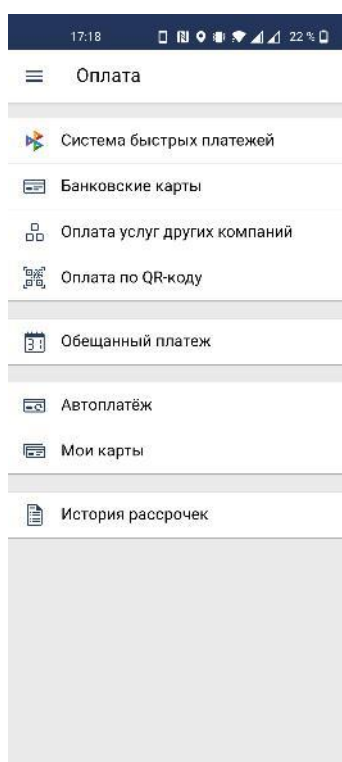 17:18 22 %
Оплата
Система быстрых платежей
Банковские карты
Оплата услуг других компаний
Оплата по QR-коду
31 Обещанный платеж
Автоплатёж
Мои карты
История рассрочек